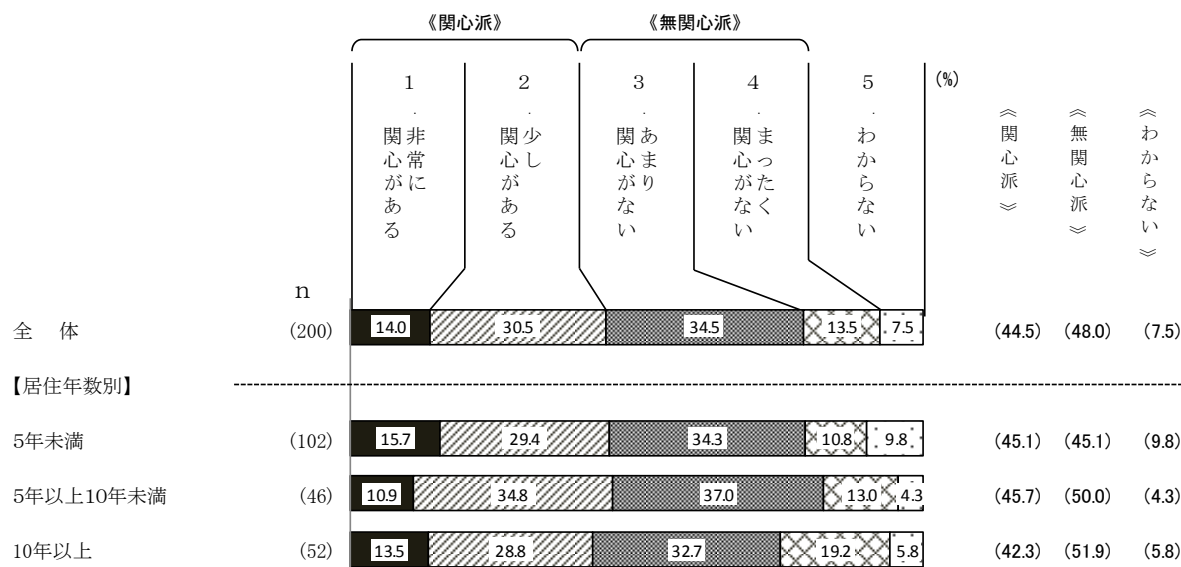 《関心派》 《無関心派》
1.非常に関心がある
2.少し関心がある
3.あまり関心がない
4.まったく関心がない
5.わからない
(%)
《関心派》
《無関心派》
《わからない》
n
全 体 (200) 14.0 30.5 34.5 13.5 7.5 (44.5) (48.0) (7.5)
【居住年数別】
5年未満 (102) 15.7 29.4 34.3 10.8 9.8 (45.1) (45.1) (9.8)
5年以上10年未満 (46) 10.9 34.8 37.0 13.0 4.3 (45.7) (50.0) (4.3)
10年以上 (52) 13.5 28.8 32.7 19.2 5.8 (42.3) (51.9) (5.8)